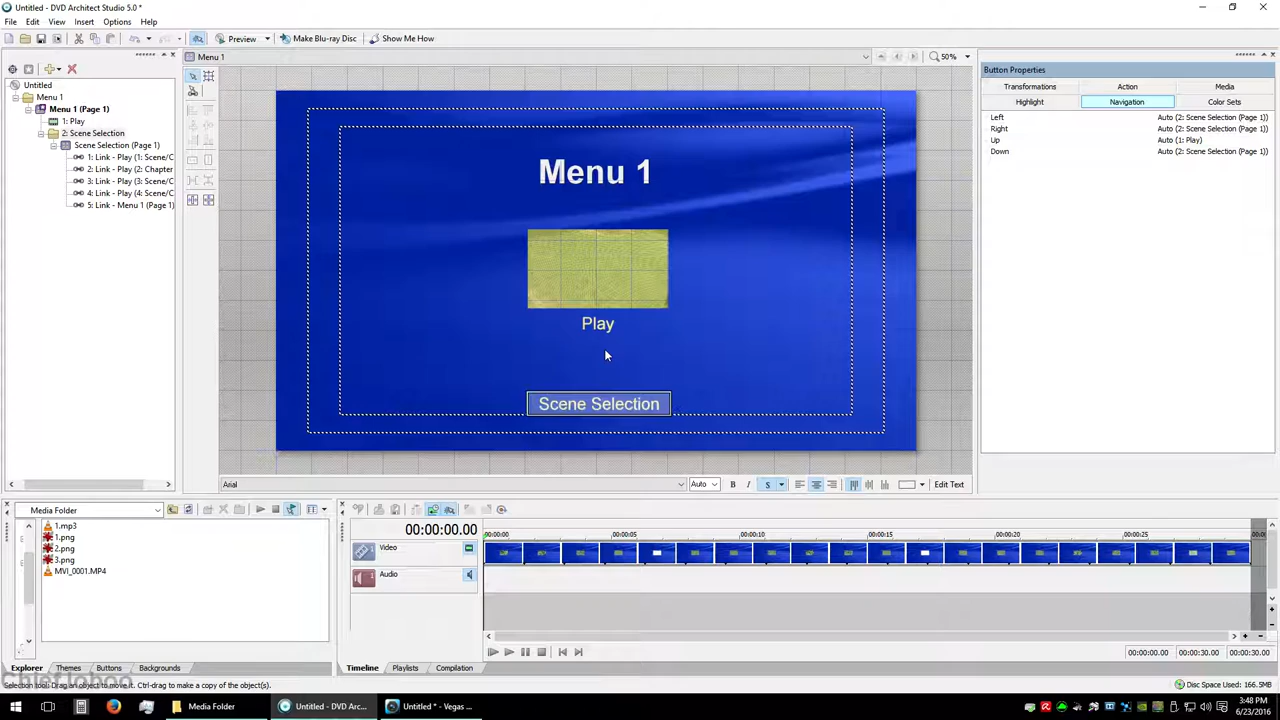 Untitled - DVD Architect Studio 5.0 *
File Edit View Insert Options Help
Preview Make Blu-ray Disc Show Me How
Menu 1
50%
Button Properties
Transformations Action Media
Highlight Navigation Color Sets
Left Auto (2: Scene Selection (Page 1))
Right Auto (2: Scene Selection (Page 1))
Up Auto (1: Play)
Down Auto (2: Scene Selection (Page 1))
Untitled
Menu 1
Menu 1 (Page 1)
1: Play
2: Scene Selection
Scene Selection (Page 1)
1: Link - Play (1: Scene/C
2: Link - Play (2: Chapter
3: Link - Play (3: Scene/C
4: Link - Play (4: Scene/C
5: Link - Menu 1 (Page 1)
Menu 1
Play
Scene Selection
Arial Auto B I S Edit Text
Media Folder
1.mp3
1.png
2.png
3.png
MVI_0001.MP4
00:00:00.00
00:00:00 00:00:05 00:00:10 00:00:15 00:00:20 00:00:25
Video
Audio
00:00:00.00 00:00:30.00 00:00:30.00
Explorer Themes Buttons Backgrounds
Timeline Playlists Compilation
Chief Joboo
Selection tool: Drag an object to move it. Ctrl-drag to make a copy of the object(s).
Disc Space Used: 166.5MB
Media Folder
Untitled - DVD Arc...
Untitled * - Vegas ...
3:48 PM
6/23/2016